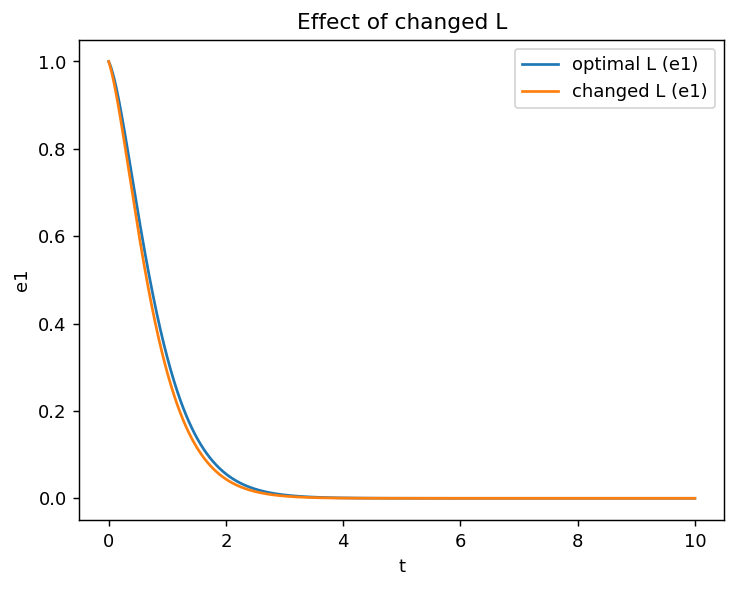 Effect of changed L
optimal L (e1)
changed L (e1)
1.0
0.8
0.6
0.4
0.2
0.0
e1
0 2 4 6 8 10
t